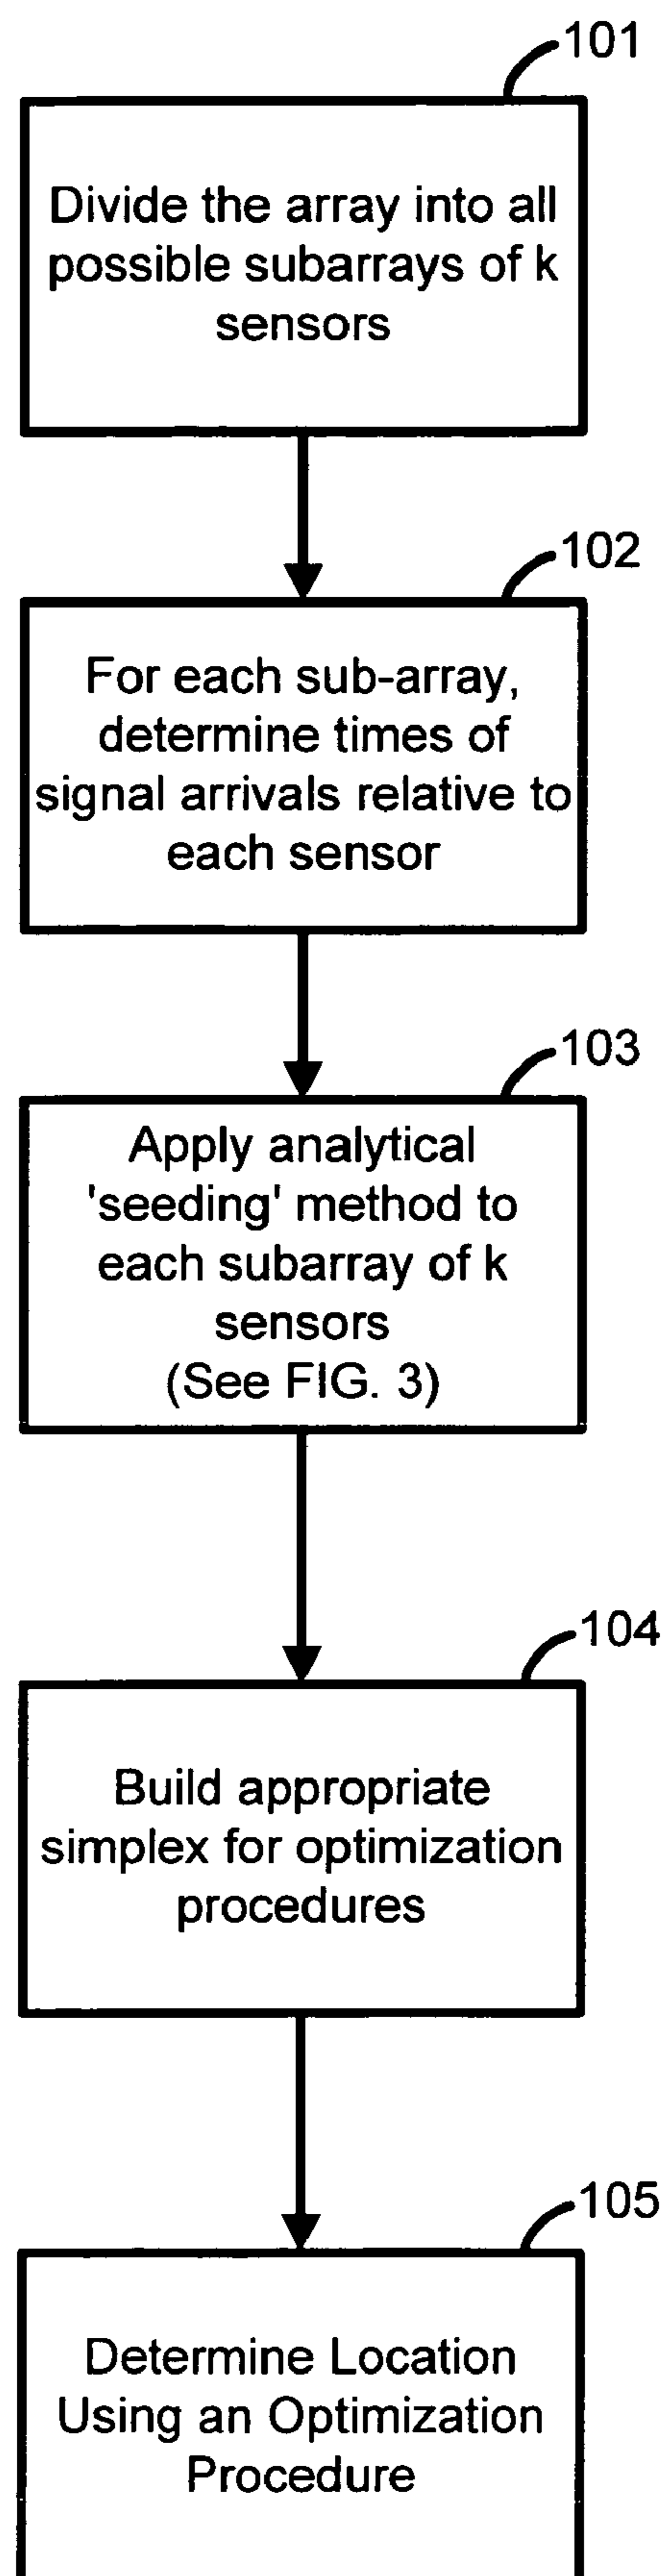 101
Divide the array into all
possible subarrays of k
sensors
102
For each sub-array,
determine times of
signal arrivals relative to
each sensor
103
Apply analytical
'seeding' method to
each subarray of k
sensors
(See FIG. 3)
104
Build appropriate
simplex for optimization
procedures
105
Determine Location
Using an Optimization
Procedure